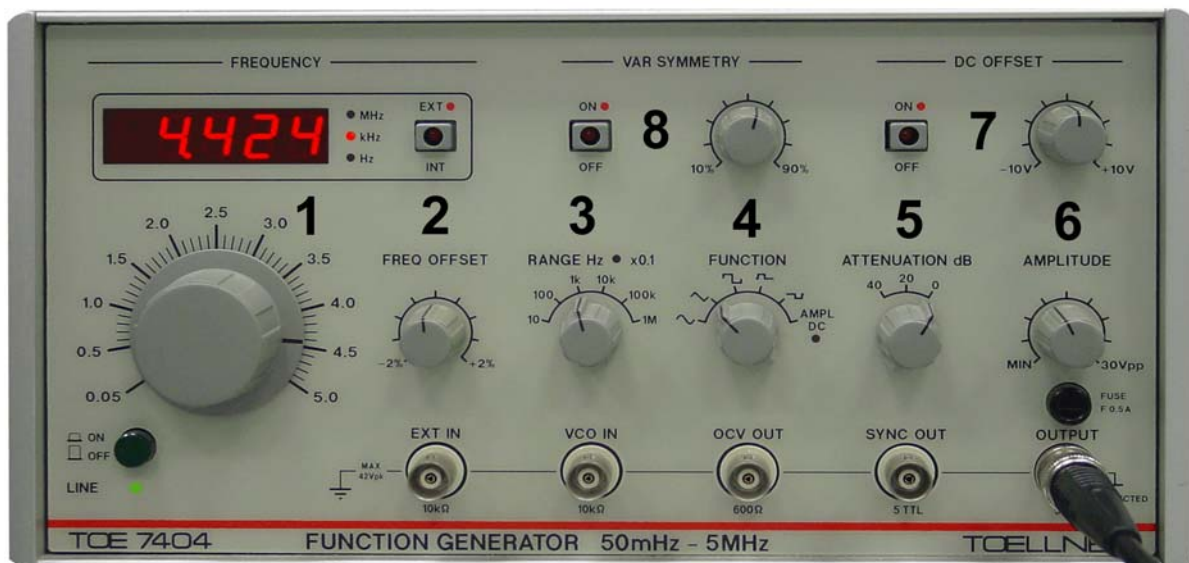 FREQUENCY
VAR SYMMETRY
DC OFFSET
4.424
MHz
kHz
Hz
EXT
INT
ON
OFF
8
10%
90%
ON
OFF
7
-10V
+10V
1
2
3
4
5
6
0.05
0.5
1.0
1.5
2.0
2.5
3.0
3.5
4.0
4.5
5.0
FREQ OFFSET
-2%
+2%
RANGE Hz x0.1
10
100
1k
10k
100k
1M
FUNCTION
AMPL
DC
ATTENUATION dB
40
20
0
AMPLITUDE
MIN
30Vpp
FUSE
F 0.5A
ON
OFF
LINE
EXT IN
VCO IN
OCV OUT
SYNC OUT
OUTPUT
MAX
42Vpk
10kΩ
10kΩ
600Ω
5 TTL
TOE 7404
FUNCTION GENERATOR 50mHz - 5MHz